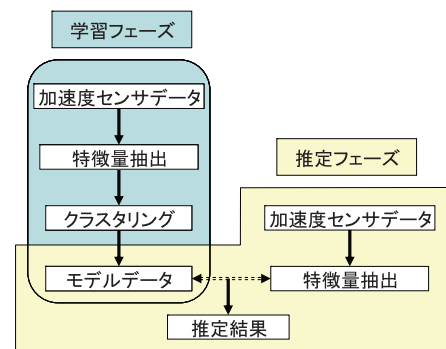 学習フェーズ
加速度センサデータ
特徴量抽出
クラスタリング
モデルデータ
推定フェーズ
加速度センサデータ
特徴量抽出
推定結果